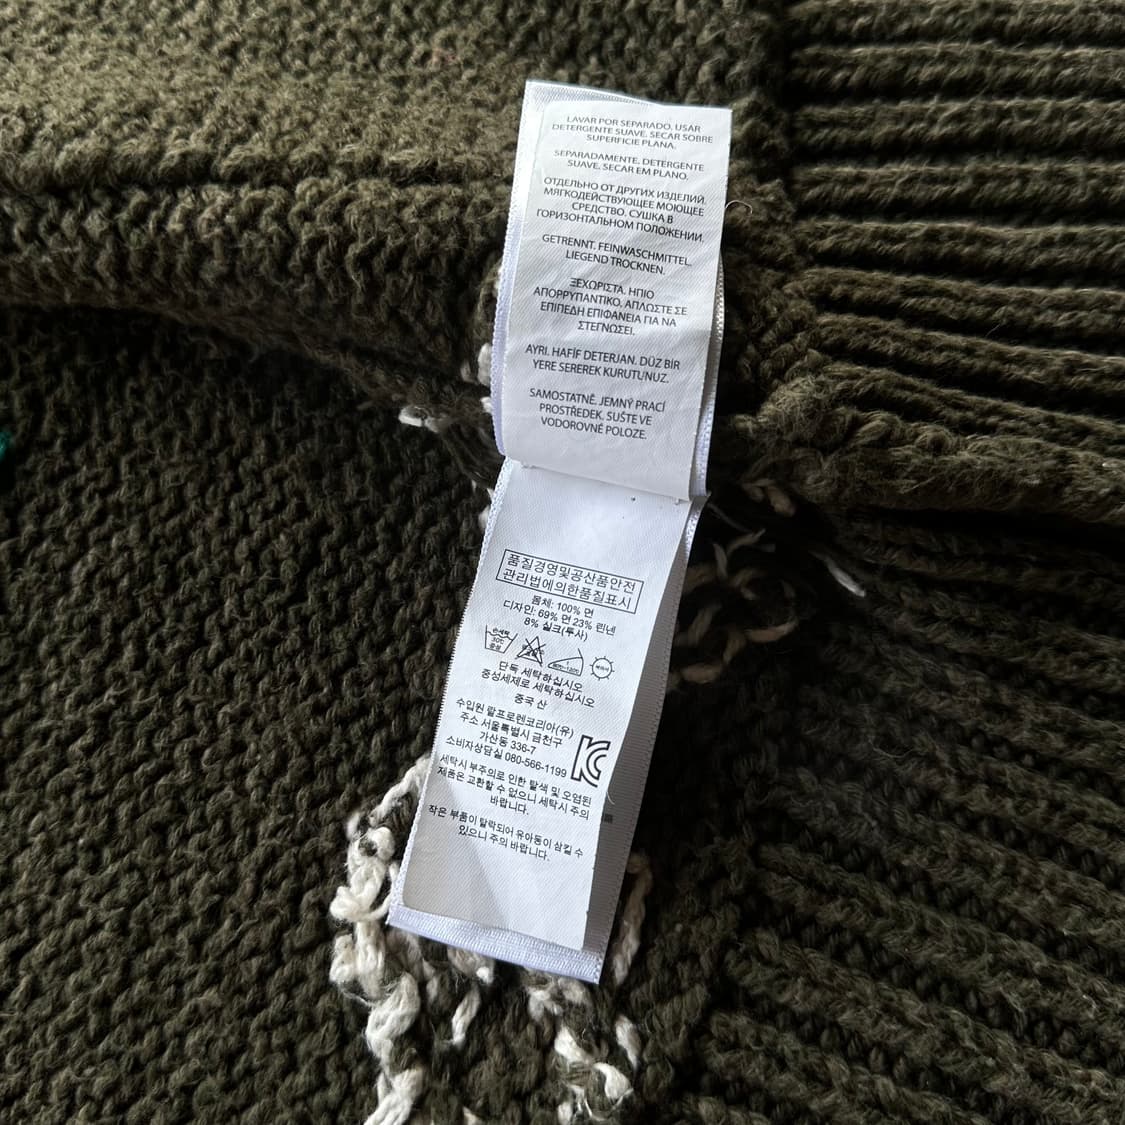 LAVAR POR SEPARADO. USAR
DETERGENTE SUAVE. SECAR SOBRE
SUPERFICIE PLANA.
SEPARADAMENTE. DETERGENTE
SUAVE. SECAR EM PLANO.
ОТДЕЛЬНО ОТ ДРУГИХ ИЗДЕЛИЙ.
МЯГКОДЕЙСТВУЮЩЕЕ МОЮЩЕЕ
СРЕДСТВО. СУШКА В
ГОРИЗОНТАЛЬНОМ ПОЛОЖЕНИИ.
GETRENNT. FEINWASCHMITTEL.
LIEGEND TROCKNEN.
ΞΕΧΩΡΙΣΤΑ. ΗΠΙΟ
ΑΠΟΡΡΥΠΑΝΤΙΚΟ, ΑΠΛΩΣΤΕ ΣΕ
ΕΠΙΠΕΔΗ ΕΠΙΦΑΝΕΙΑ ΓΙΑ ΝΑ
ΣΤΕΓΝΩΣΕΙ.
AYRI. HAFİF DETERJAN. DÜZ BİR
YERE SEREREK KURUTUNUZ.
SAMOSTATNĚ. JEMNÝ PRACÍ
PROSTŘEDEK. SUŠTE VE
VODOROVNÉ POLOZE.
품질경영및공산품안전
관리법에의한품질표시
몸체: 100% 면
디자인: 69% 면 23% 린넨
8% 실크(투사)
손세탁
30℃
중성
단독 세탁하십시오
중성세제로 세탁하십시오
중국 산
수입원 랄프로렌코리아(유)
주소 서울특별시 금천구
가산동 336-7
소비자상담실 080-566-1199
세탁시 부주의로 인한 탈색 및 오염된
제품은 교환할 수 없으니 세탁시 주의
바랍니다.
작은 부품이 탈락되어 유아동이 삼킬 수
있으니 주의 바랍니다.